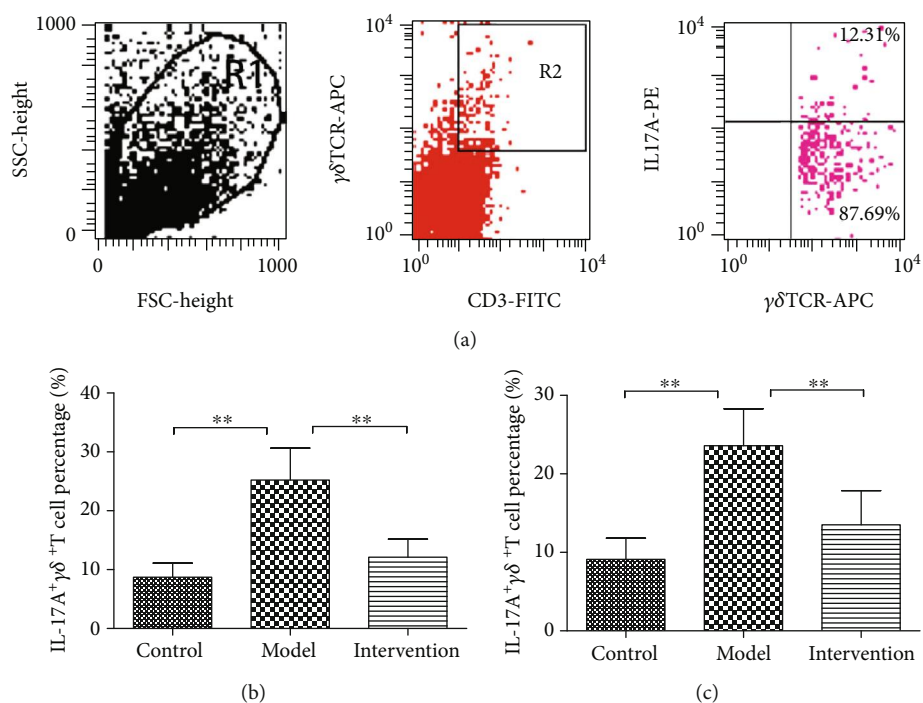 1000
SSC-height
0
R1
0
1000
FSC-height
10⁴
γδTCR-APC
10⁰
R2
10⁰
10⁴
CD3-FITC
10⁴
IL17A-PE
10⁰
12.31%
87.69%
10⁰
10⁴
γδTCR-APC
(a)
IL-17A⁺γδ ⁺T cell percentage (%)
40
30
20
10
0
**
**
Control
Model
Intervention
(b)
IL-17A⁺γδ ⁺T cell percentage (%)
30
20
10
0
**
**
Control
Model
Intervention
(c)